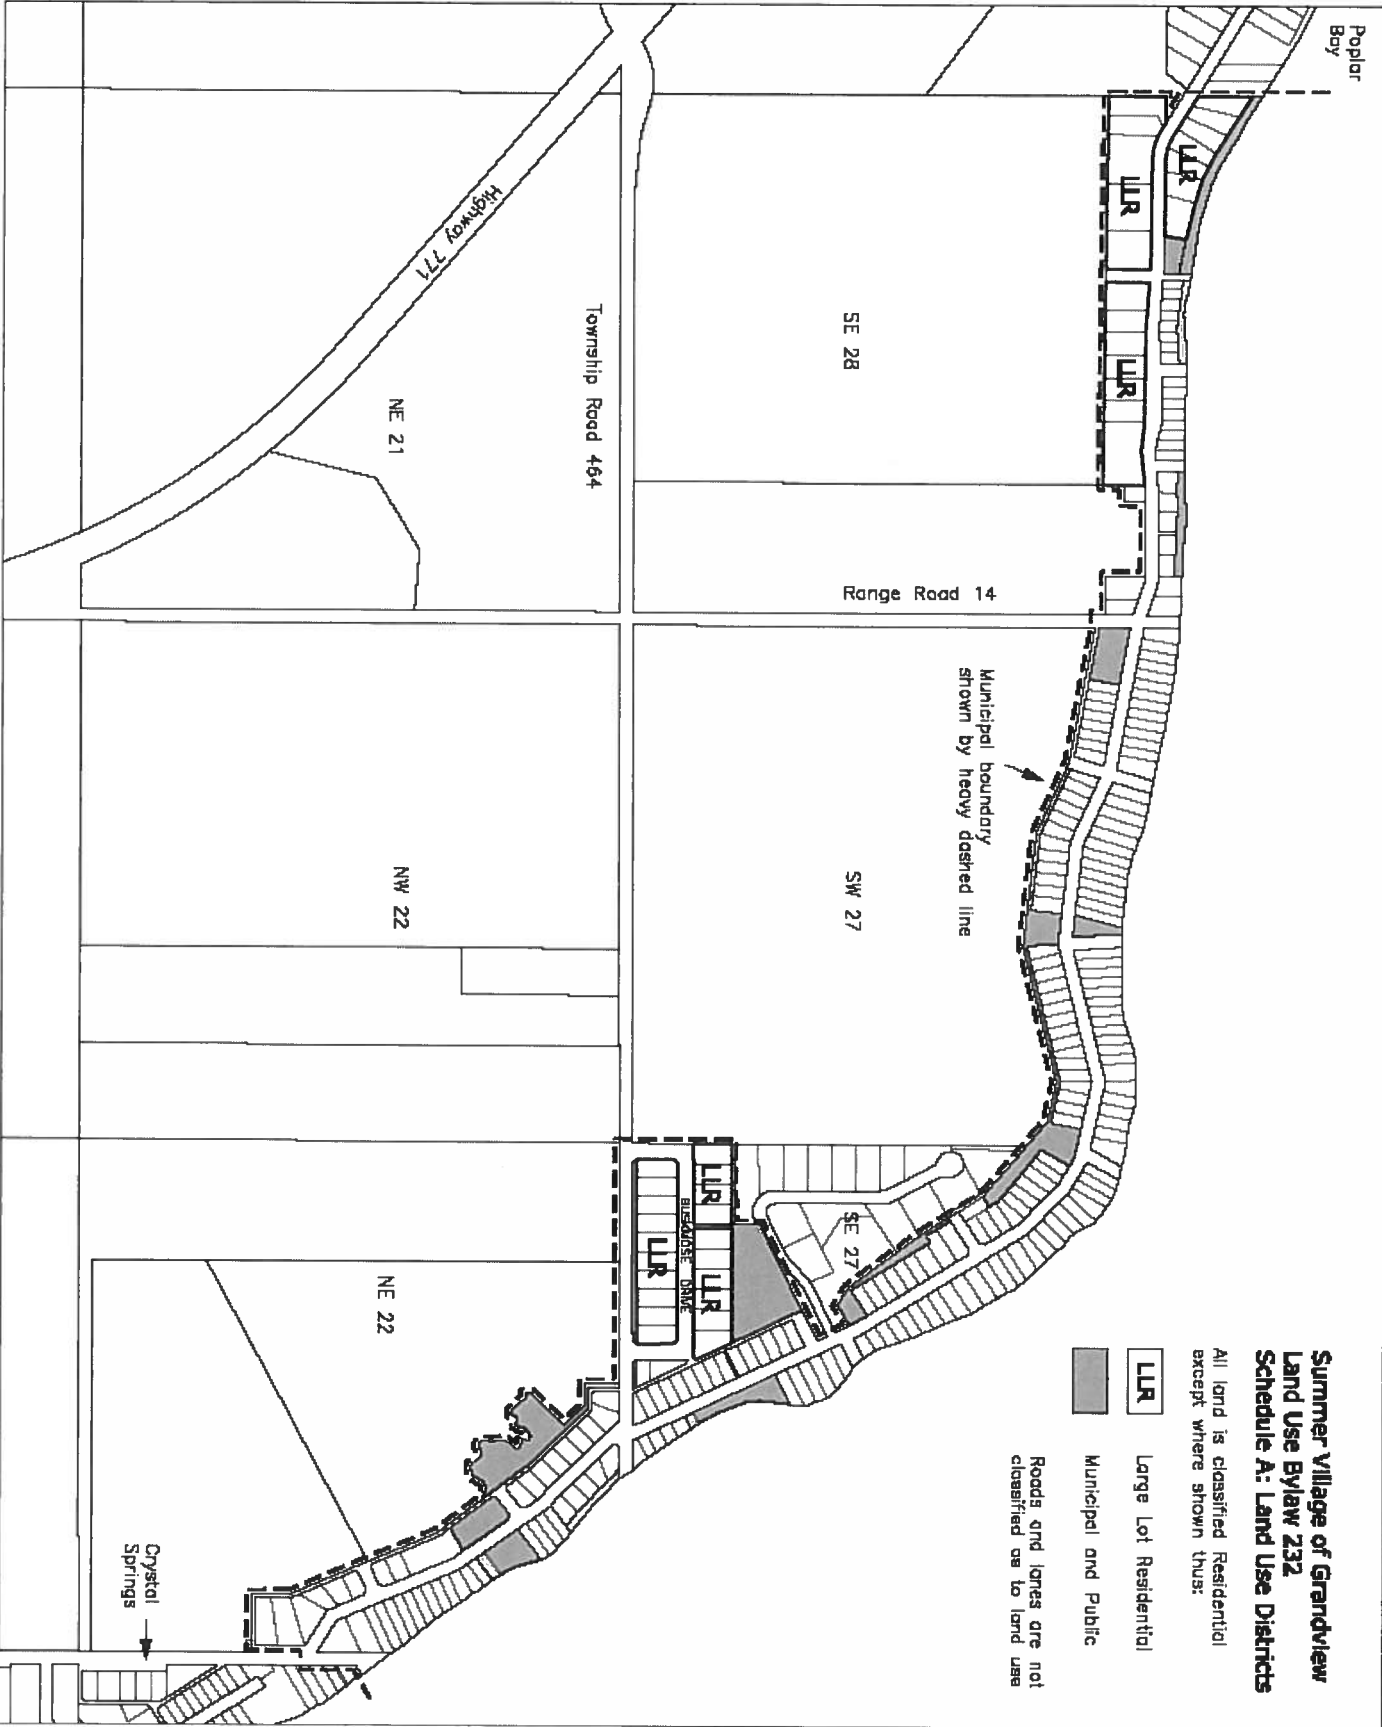 Summer Village of Grandview
Land Use Bylaw 232
Schedule A: Land Use Districts
All land is classified Residential
except where shown thus:
LLR
Large Lot Residential
Municipal and Public
Roads and lanes are not
classified as to land use
Poplar
Bay
LLR
LLR
LLR
SE 28
Range Road 14
Municipal boundary
shown by heavy dashed line
SW 27
SE 27
LLR
LLR
LLR
DRIVE
Township Road 464
Highway 771
NE 21
NW 22
NE 22
Crystal
Springs